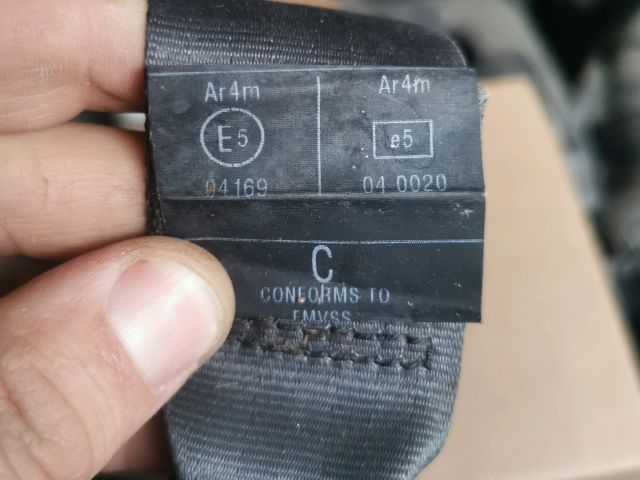 Ar4m
E5
04169
Ar4m
e5
04 0020
C
CONFORMS TO
FMVSS